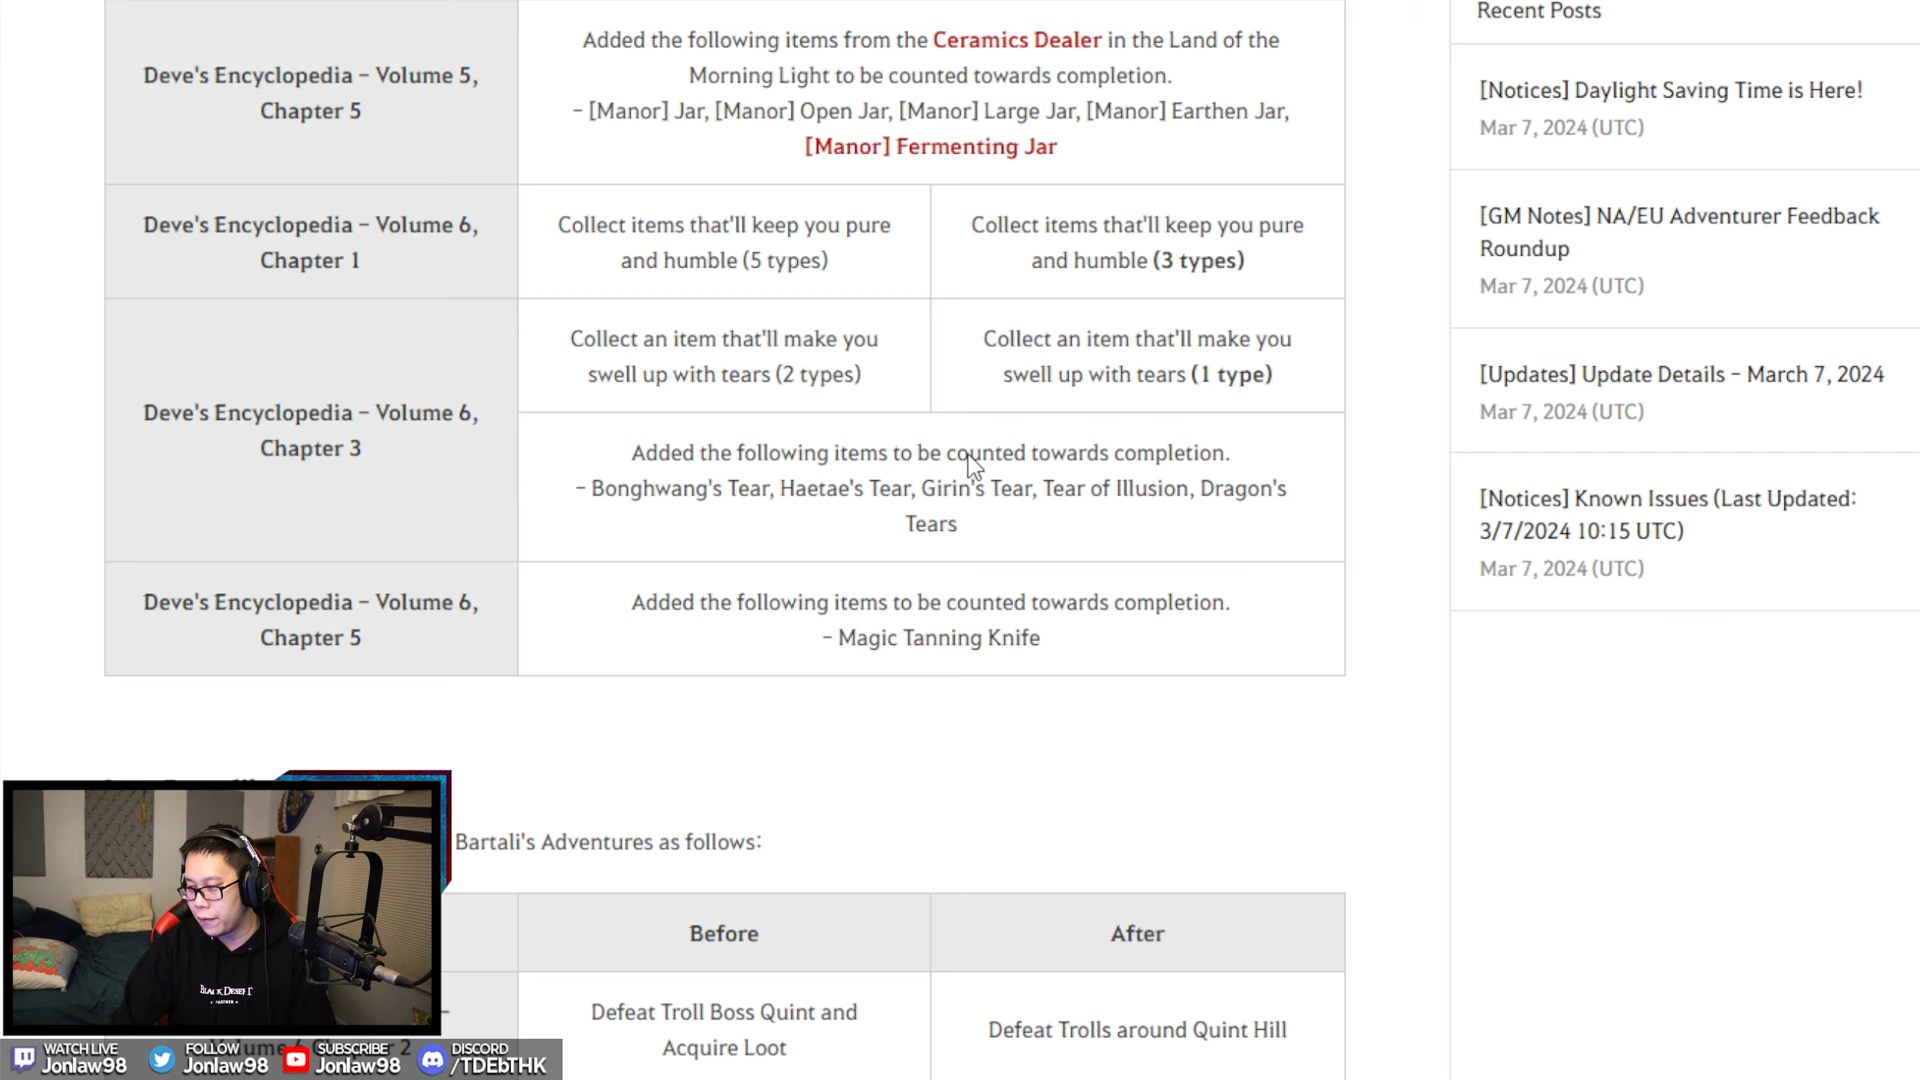 Recent Posts
Added the following items from the Ceramics Dealer in the Land of the
Morning Light to be counted towards completion.
– [Manor] Jar, [Manor] Open Jar, [Manor] Large Jar, [Manor] Earthen Jar,
[Manor] Fermenting Jar
Deve's Encyclopedia – Volume 5,
Chapter 5
Deve's Encyclopedia – Volume 6,
Chapter 1
Collect items that'll keep you pure
and humble (5 types)
Collect items that'll keep you pure
and humble (3 types)
Deve's Encyclopedia – Volume 6,
Chapter 3
Collect an item that'll make you
swell up with tears (2 types)
Collect an item that'll make you
swell up with tears (1 type)
Added the following items to be counted towards completion.
– Bonghwang's Tear, Haetae's Tear, Girin's Tear, Tear of Illusion, Dragon's
Tears
Deve's Encyclopedia – Volume 6,
Chapter 5
Added the following items to be counted towards completion.
– Magic Tanning Knife
Bartali's Adventures as follows:
Before
After
Defeat Troll Boss Quint and
Acquire Loot
Defeat Trolls around Quint Hill
[Notices] Daylight Saving Time is Here!
Mar 7, 2024 (UTC)
[GM Notes] NA/EU Adventurer Feedback
Roundup
Mar 7, 2024 (UTC)
[Updates] Update Details – March 7, 2024
Mar 7, 2024 (UTC)
[Notices] Known Issues (Last Updated:
3/7/2024 10:15 UTC)
Mar 7, 2024 (UTC)
BLACK DESERT
WATCH LIVE
Jonlaw98
FOLLOW
Jonlaw98
SUBSCRIBE
Jonlaw98
DISCORD
/TDEbTHK